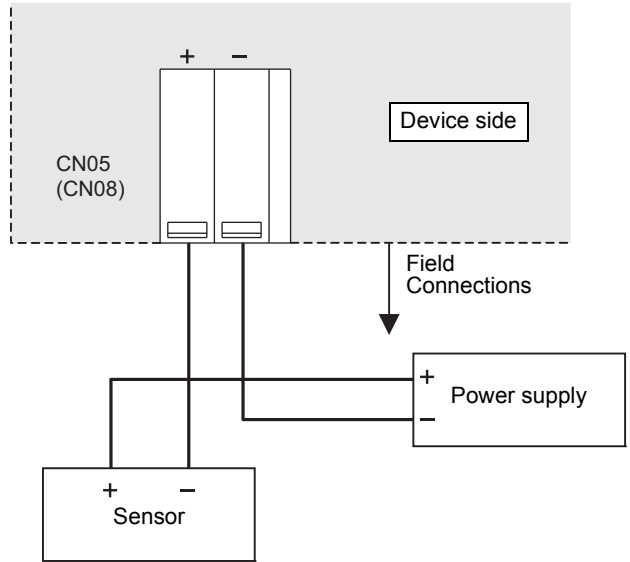 + −
Device side
CN05
(CN08)
Field
Connections
+
Power supply
−
+ −
Sensor